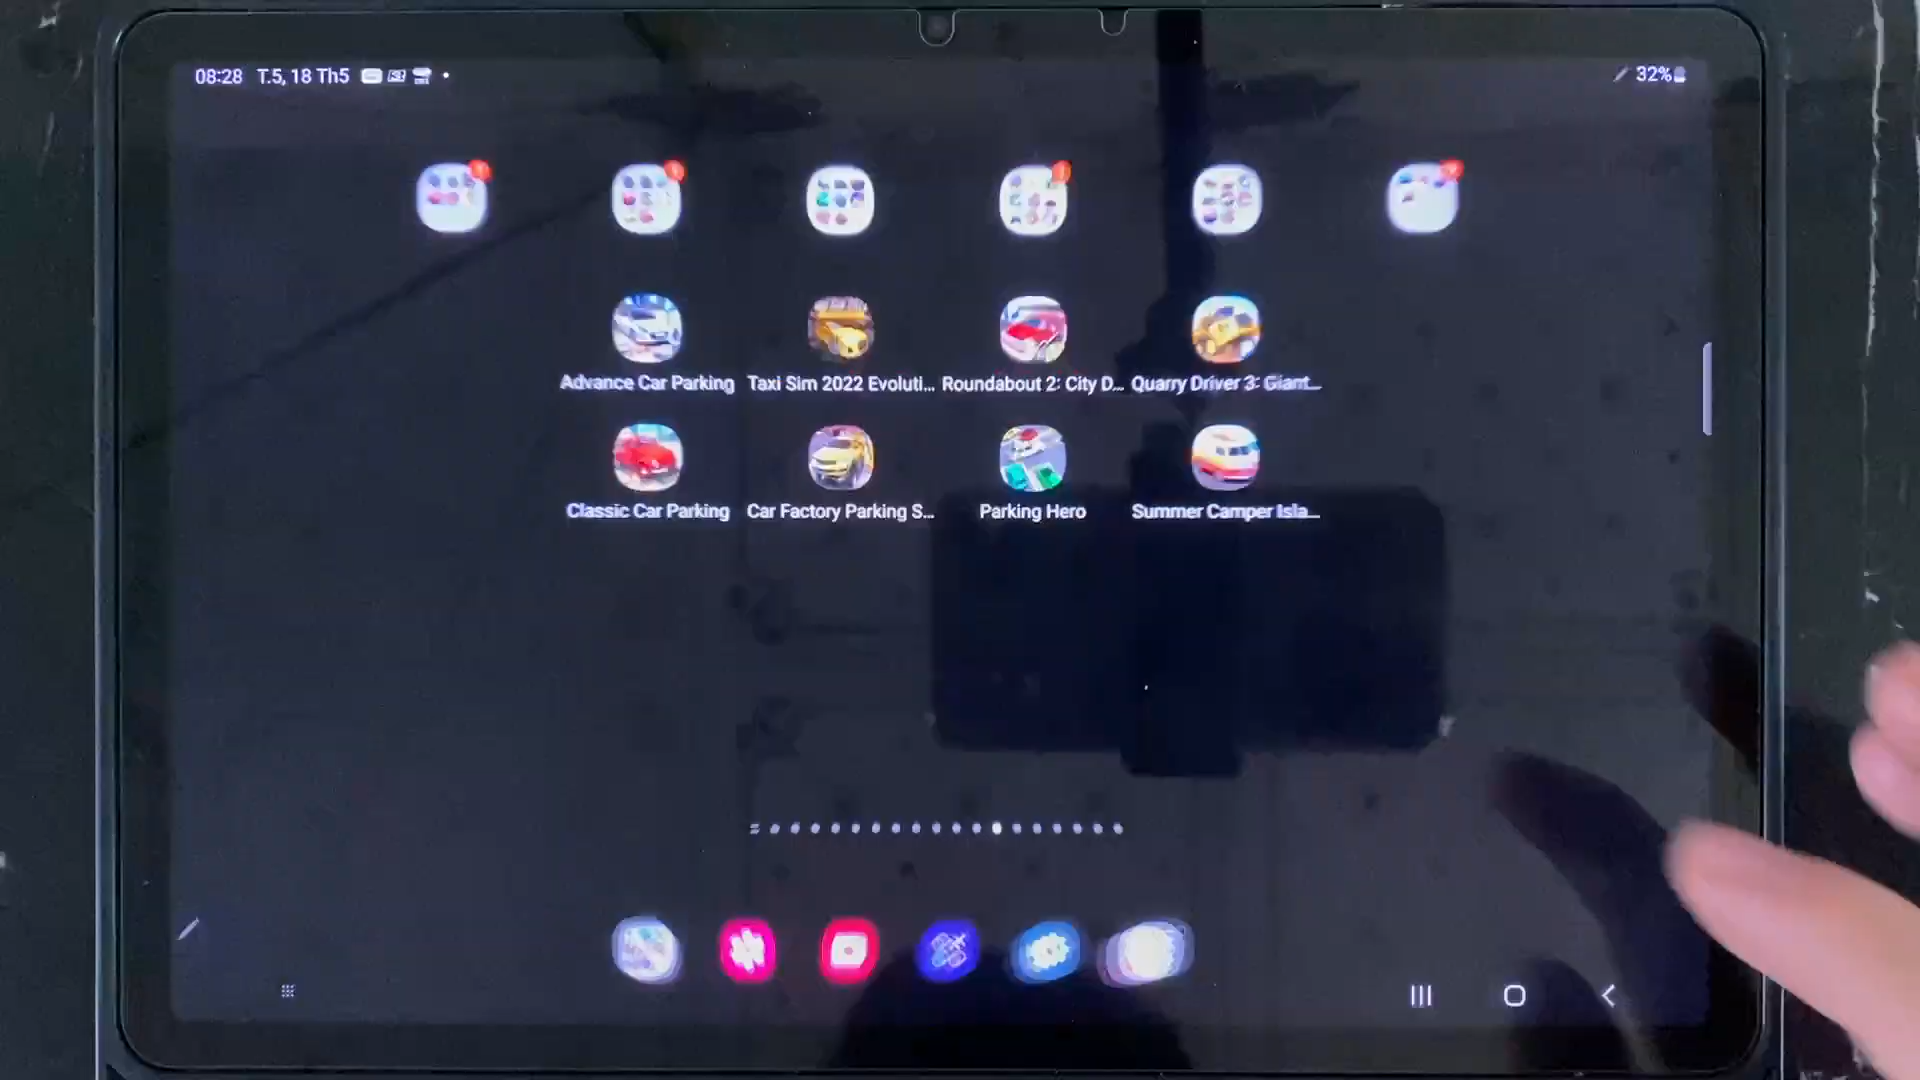 08:28 T.5, 18 Th5
32%
Advance Car Parking
Taxi Sim 2022 Evoluti...
Roundabout 2: City D...
Quarry Driver 3: Giant...
Classic Car Parking
Car Factory Parking S...
Parking Hero
Summer Camper Isla...